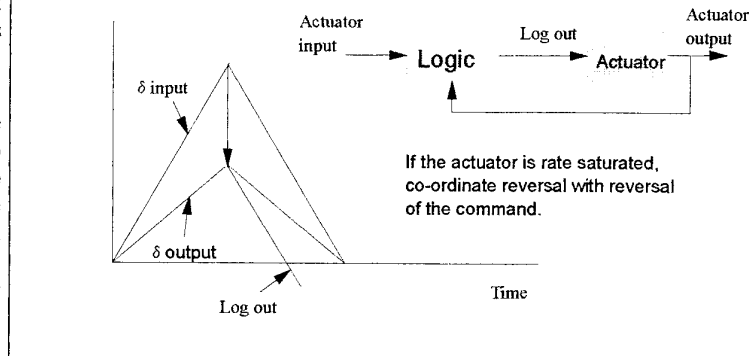 Actuator
input
Logic
Log out
Actuator
Actuator
output
δ input
δ output
Log out
Time
If the actuator is rate saturated,
co-ordinate reversal with reversal
of the command.